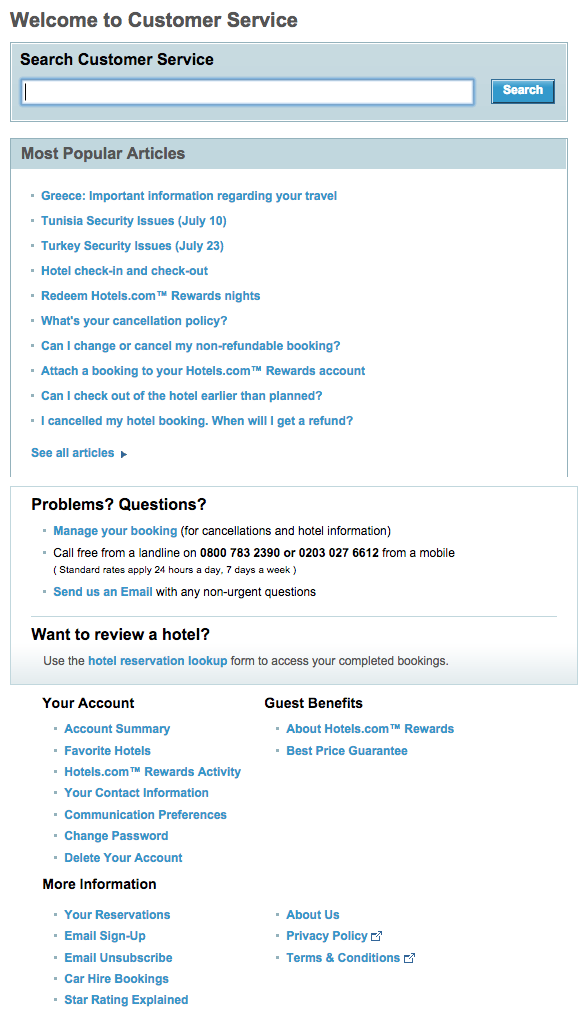 Welcome to Customer Service
Search Customer Service
Search
Most Popular Articles
Greece: Important information regarding your travel
Tunisia Security Issues (July 10)
Turkey Security Issues (July 23)
Hotel check-in and check-out
Redeem Hotels.com™ Rewards nights
What's your cancellation policy?
Can I change or cancel my non-refundable booking?
Attach a booking to your Hotels.com™ Rewards account
Can I check out of the hotel earlier than planned?
I cancelled my hotel booking. When will I get a refund?
See all articles
Problems? Questions?
Manage your booking (for cancellations and hotel information)
Call free from a landline on 0800 783 2390 or 0203 027 6612 from a mobile
( Standard rates apply 24 hours a day, 7 days a week )
Send us an Email with any non-urgent questions
Want to review a hotel?
Use the hotel reservation lookup form to access your completed bookings.
Your Account
Account Summary
Favorite Hotels
Hotels.com™ Rewards Activity
Your Contact Information
Communication Preferences
Change Password
Delete Your Account
Guest Benefits
About Hotels.com™ Rewards
Best Price Guarantee
More Information
Your Reservations
Email Sign-Up
Email Unsubscribe
Car Hire Bookings
Star Rating Explained
About Us
Privacy Policy
Terms & Conditions